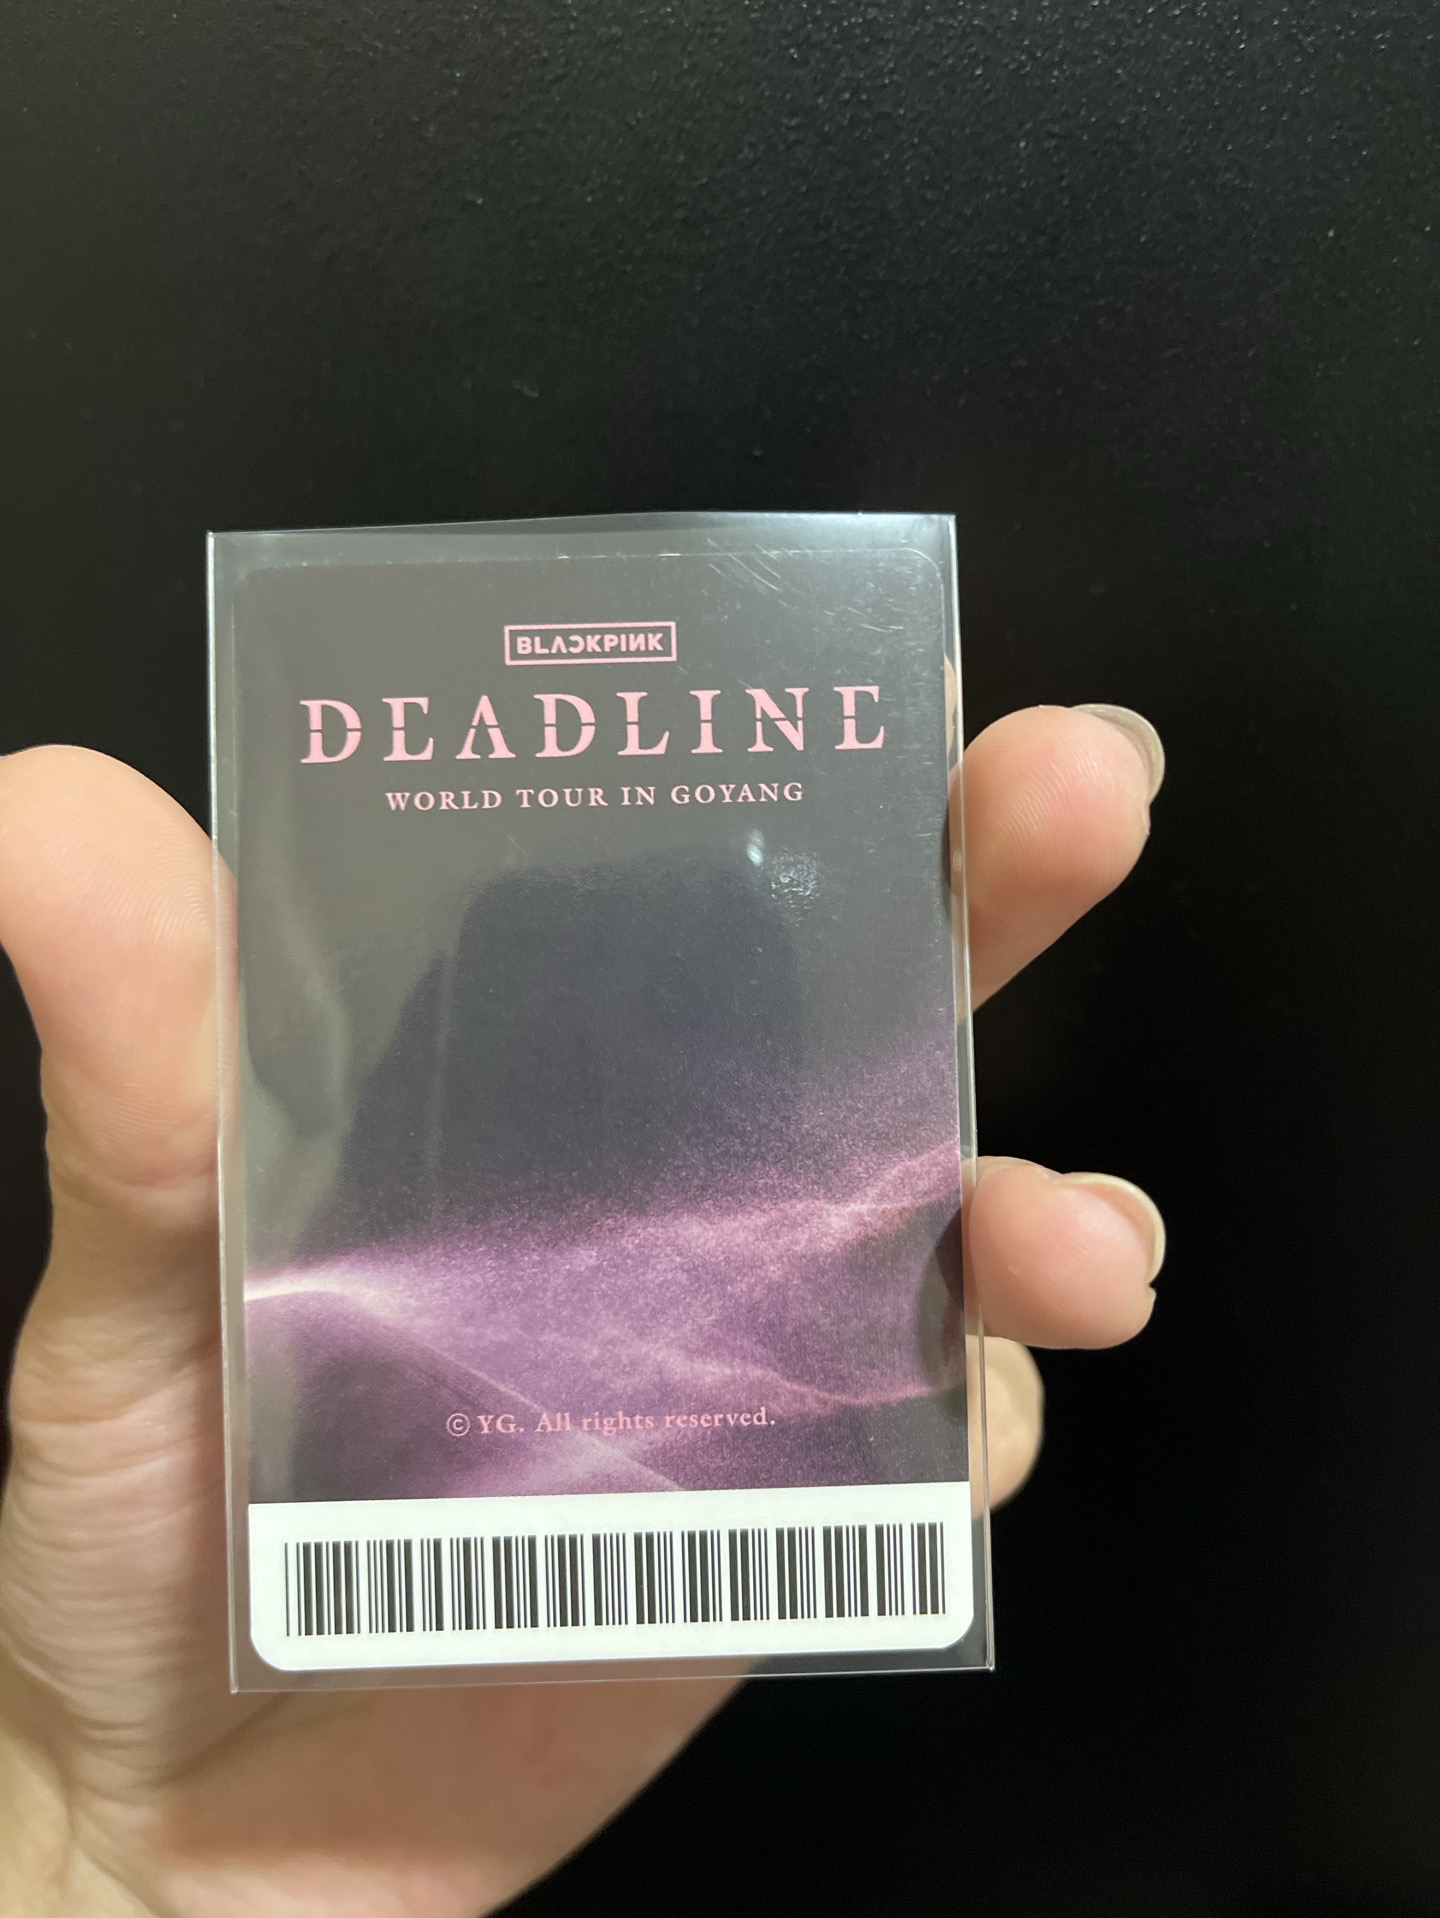 BLACKPINK
DEADLINE
WORLD TOUR IN GOYANG
© YG. All rights reserved.